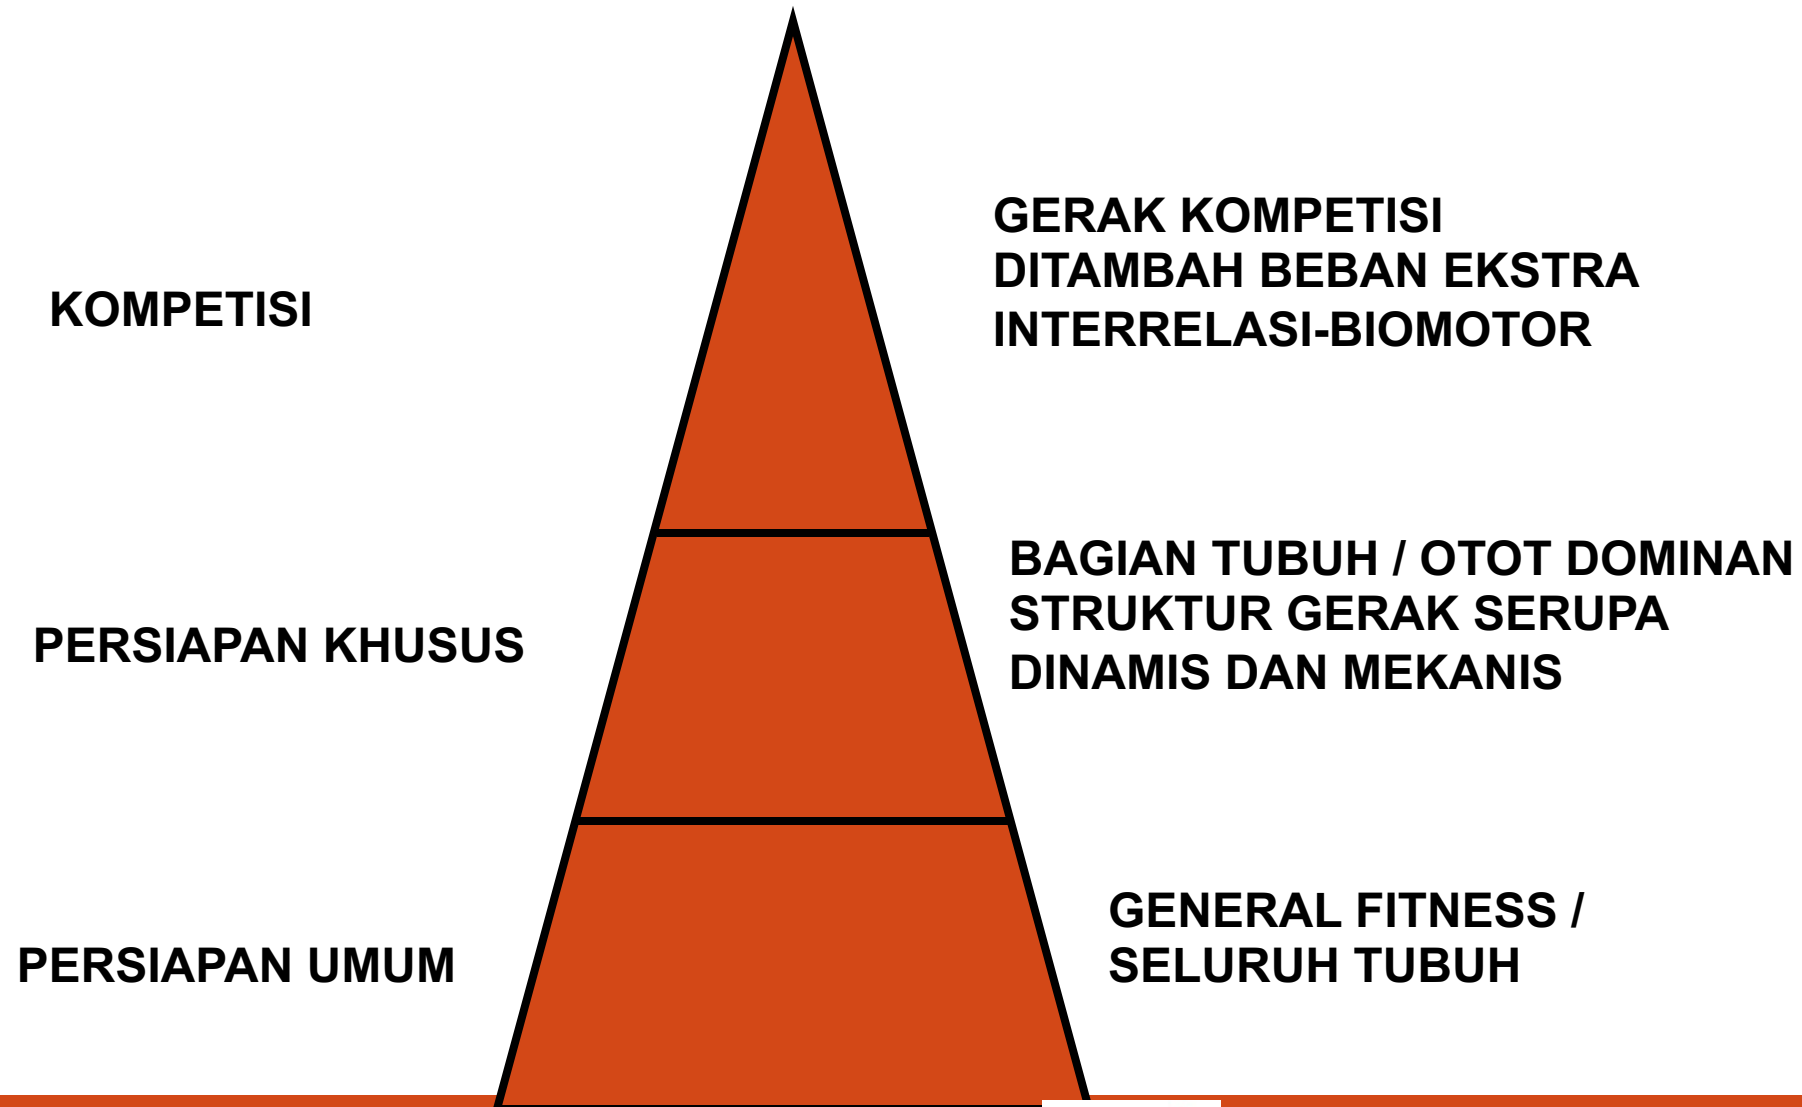 KOMPETISI
GERAK KOMPETISI
DITAMBAH BEBAN EKSTRA
INTERRELASI-BIOMOTOR
PERSIAPAN KHUSUS
BAGIAN TUBUH / OTOT DOMINAN
STRUKTUR GERAK SERUPA
DINAMIS DAN MEKANIS
PERSIAPAN UMUM
GENERAL FITNESS /
SELURUH TUBUH